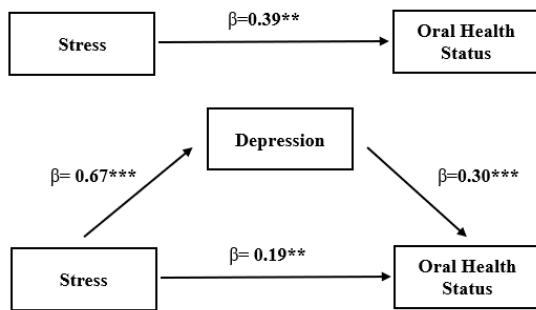 β=0.39**
Stress
Oral Health
Status
Depression
β= 0.67***
β=0.30***
β= 0.19**
Stress
Oral Health
Status